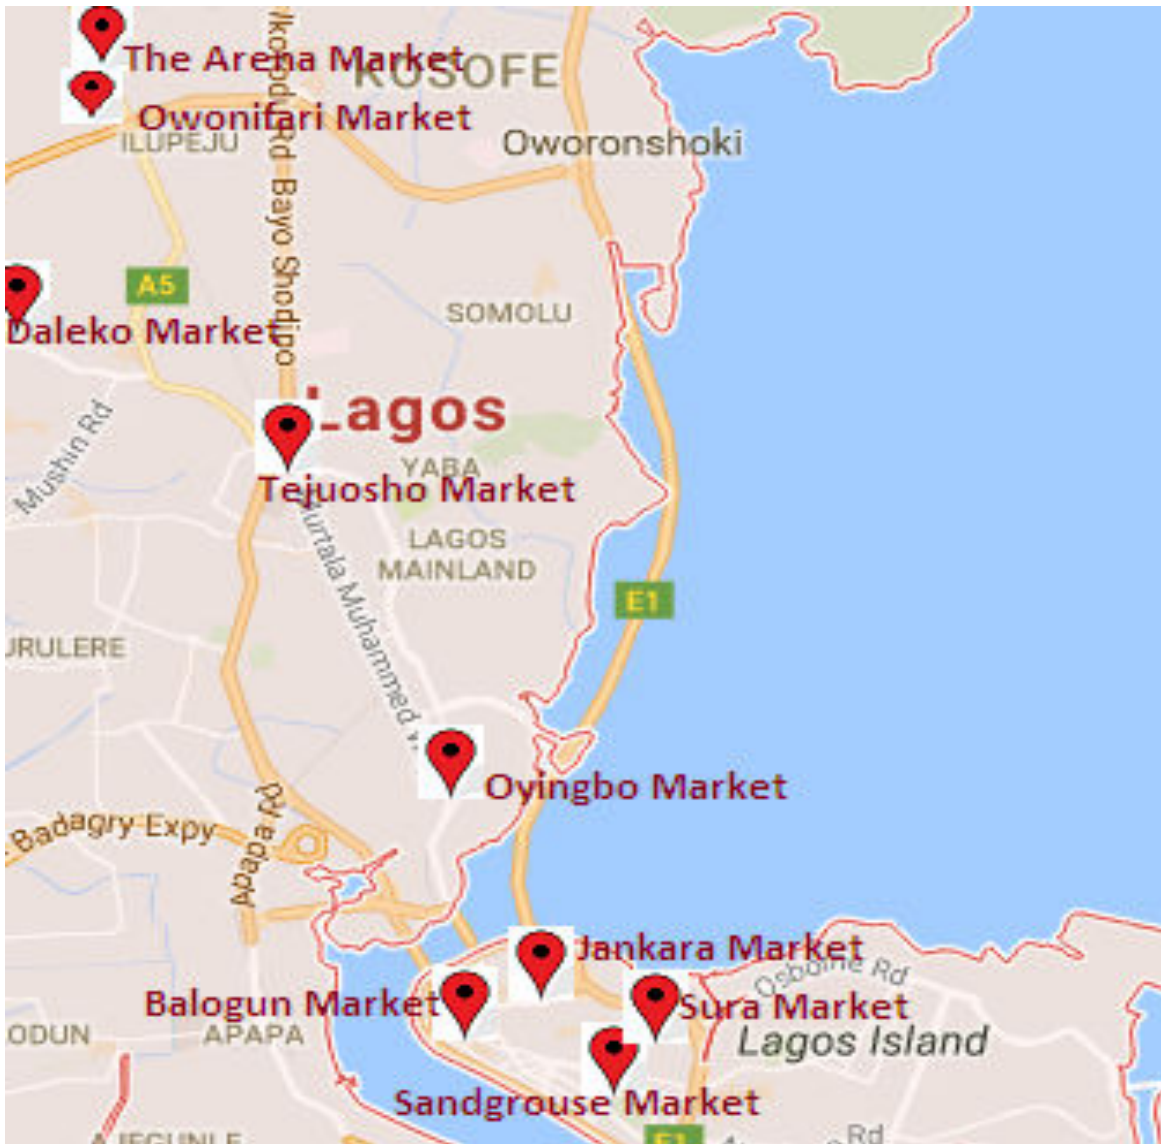 Ikorodu Rd
The Arena Market
KOSOFE
Owonifari Market
ILUPEJU
Oworonshoki
Bayo Shodipo
A5
SOMOLU
Daleko Market
Lagos
Mushin Rd
YABA
Tejuosho Market
LAGOS
MAINLAND
Murtala Muhammed
E1
URULERE
Oyingbo Market
Badagry Expy
Apapa Rd
Jankara Market
Osborne Rd
Balogun Market
Sura Market
ODUN
APAPA
Lagos Island
Sandgrouse Market
AJEGUNLE
E1
Rd